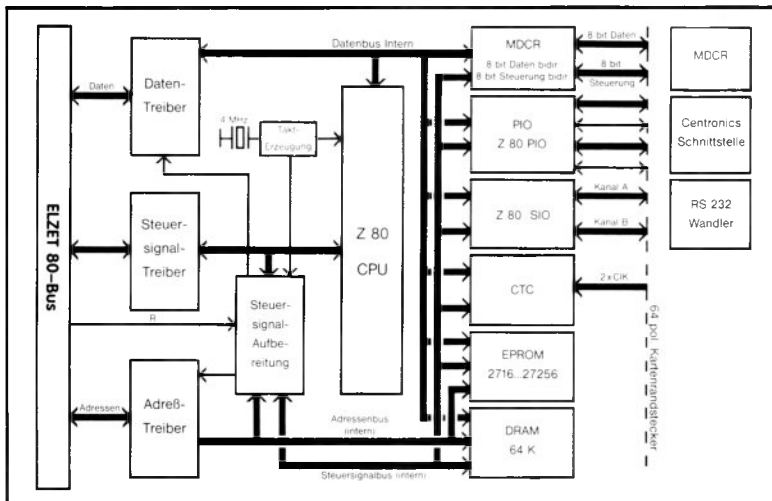 ELZET 80-Bus
Daten
Daten-
Treiber
Datenbus Intern
4 MHz
Takt-
Erzeugung
Steuer-
signal-
Treiber
Z 80
CPU
R
Steuer-
signal-
Aufbe-
reitung
Adressen
Adreß-
Treiber
Adressenbus
(intern)
Steuersignalbus (intern)
MDCR
8 bit Daten bidir
8 bit Steuerung bidir
8 bit Daten
8 bit
Steuerung
PIO
Z 80 PIO
Z 80 SIO
Kanal A
Kanal B
CTC
2 x ClK
EPROM
2716...27256
DRAM
64 K
64 pol. Kartenrandstecker
MDCR
Centronics
Schnittstelle
RS 232
Wandler